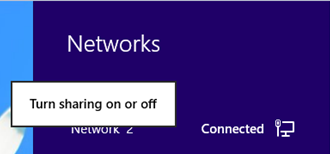 Networks
Turn sharing on or off
Network 2
Connected